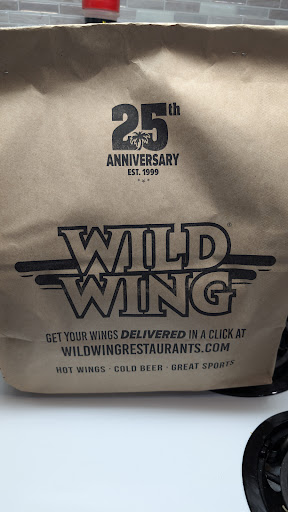 25th
ANNIVERSARY
EST. 1999
WILD
WING®
GET YOUR WINGS DELIVERED IN A CLICK AT
WILDWINGRESTAURANTS.COM
HOT WINGS · COLD BEER · GREAT SPORTS